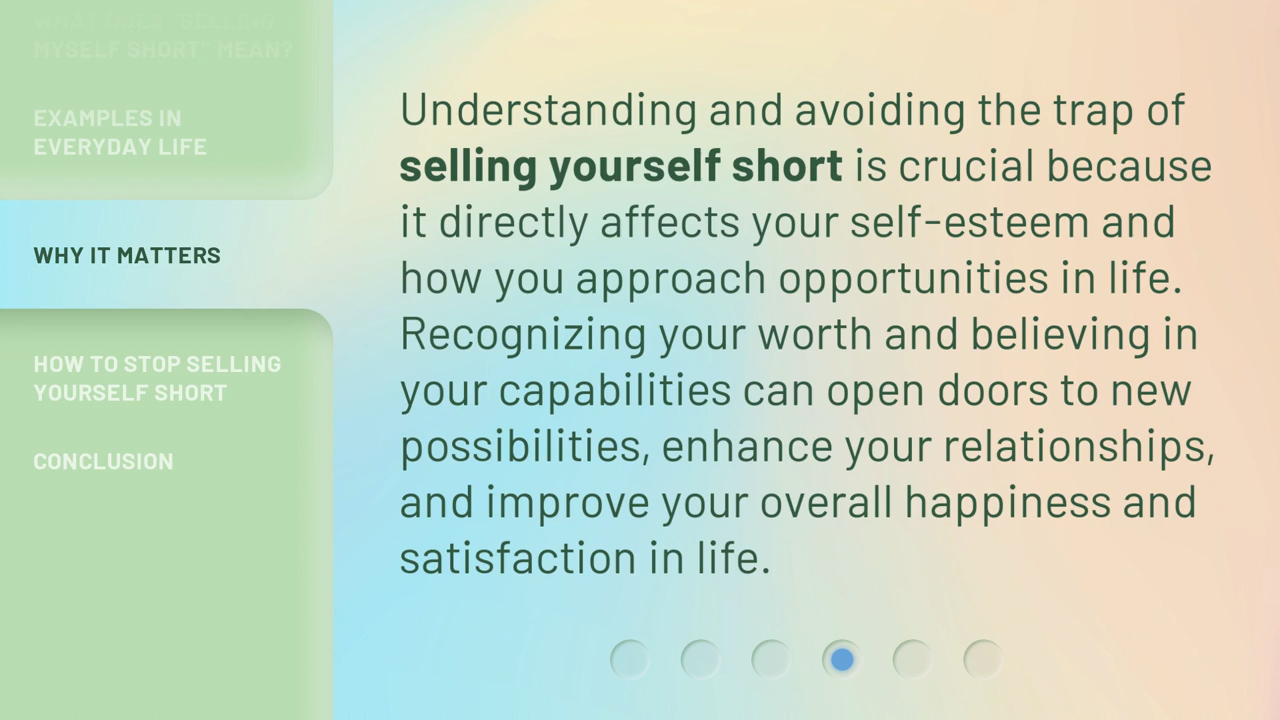 WHAT DOES "SELLING
MYSELF SHORT" MEAN?
EXAMPLES IN
EVERYDAY LIFE
WHY IT MATTERS
HOW TO STOP SELLING
YOURSELF SHORT
CONCLUSION
Understanding and avoiding the trap of
selling yourself short is crucial because
it directly affects your self-esteem and
how you approach opportunities in life.
Recognizing your worth and believing in
your capabilities can open doors to new
possibilities, enhance your relationships,
and improve your overall happiness and
satisfaction in life.